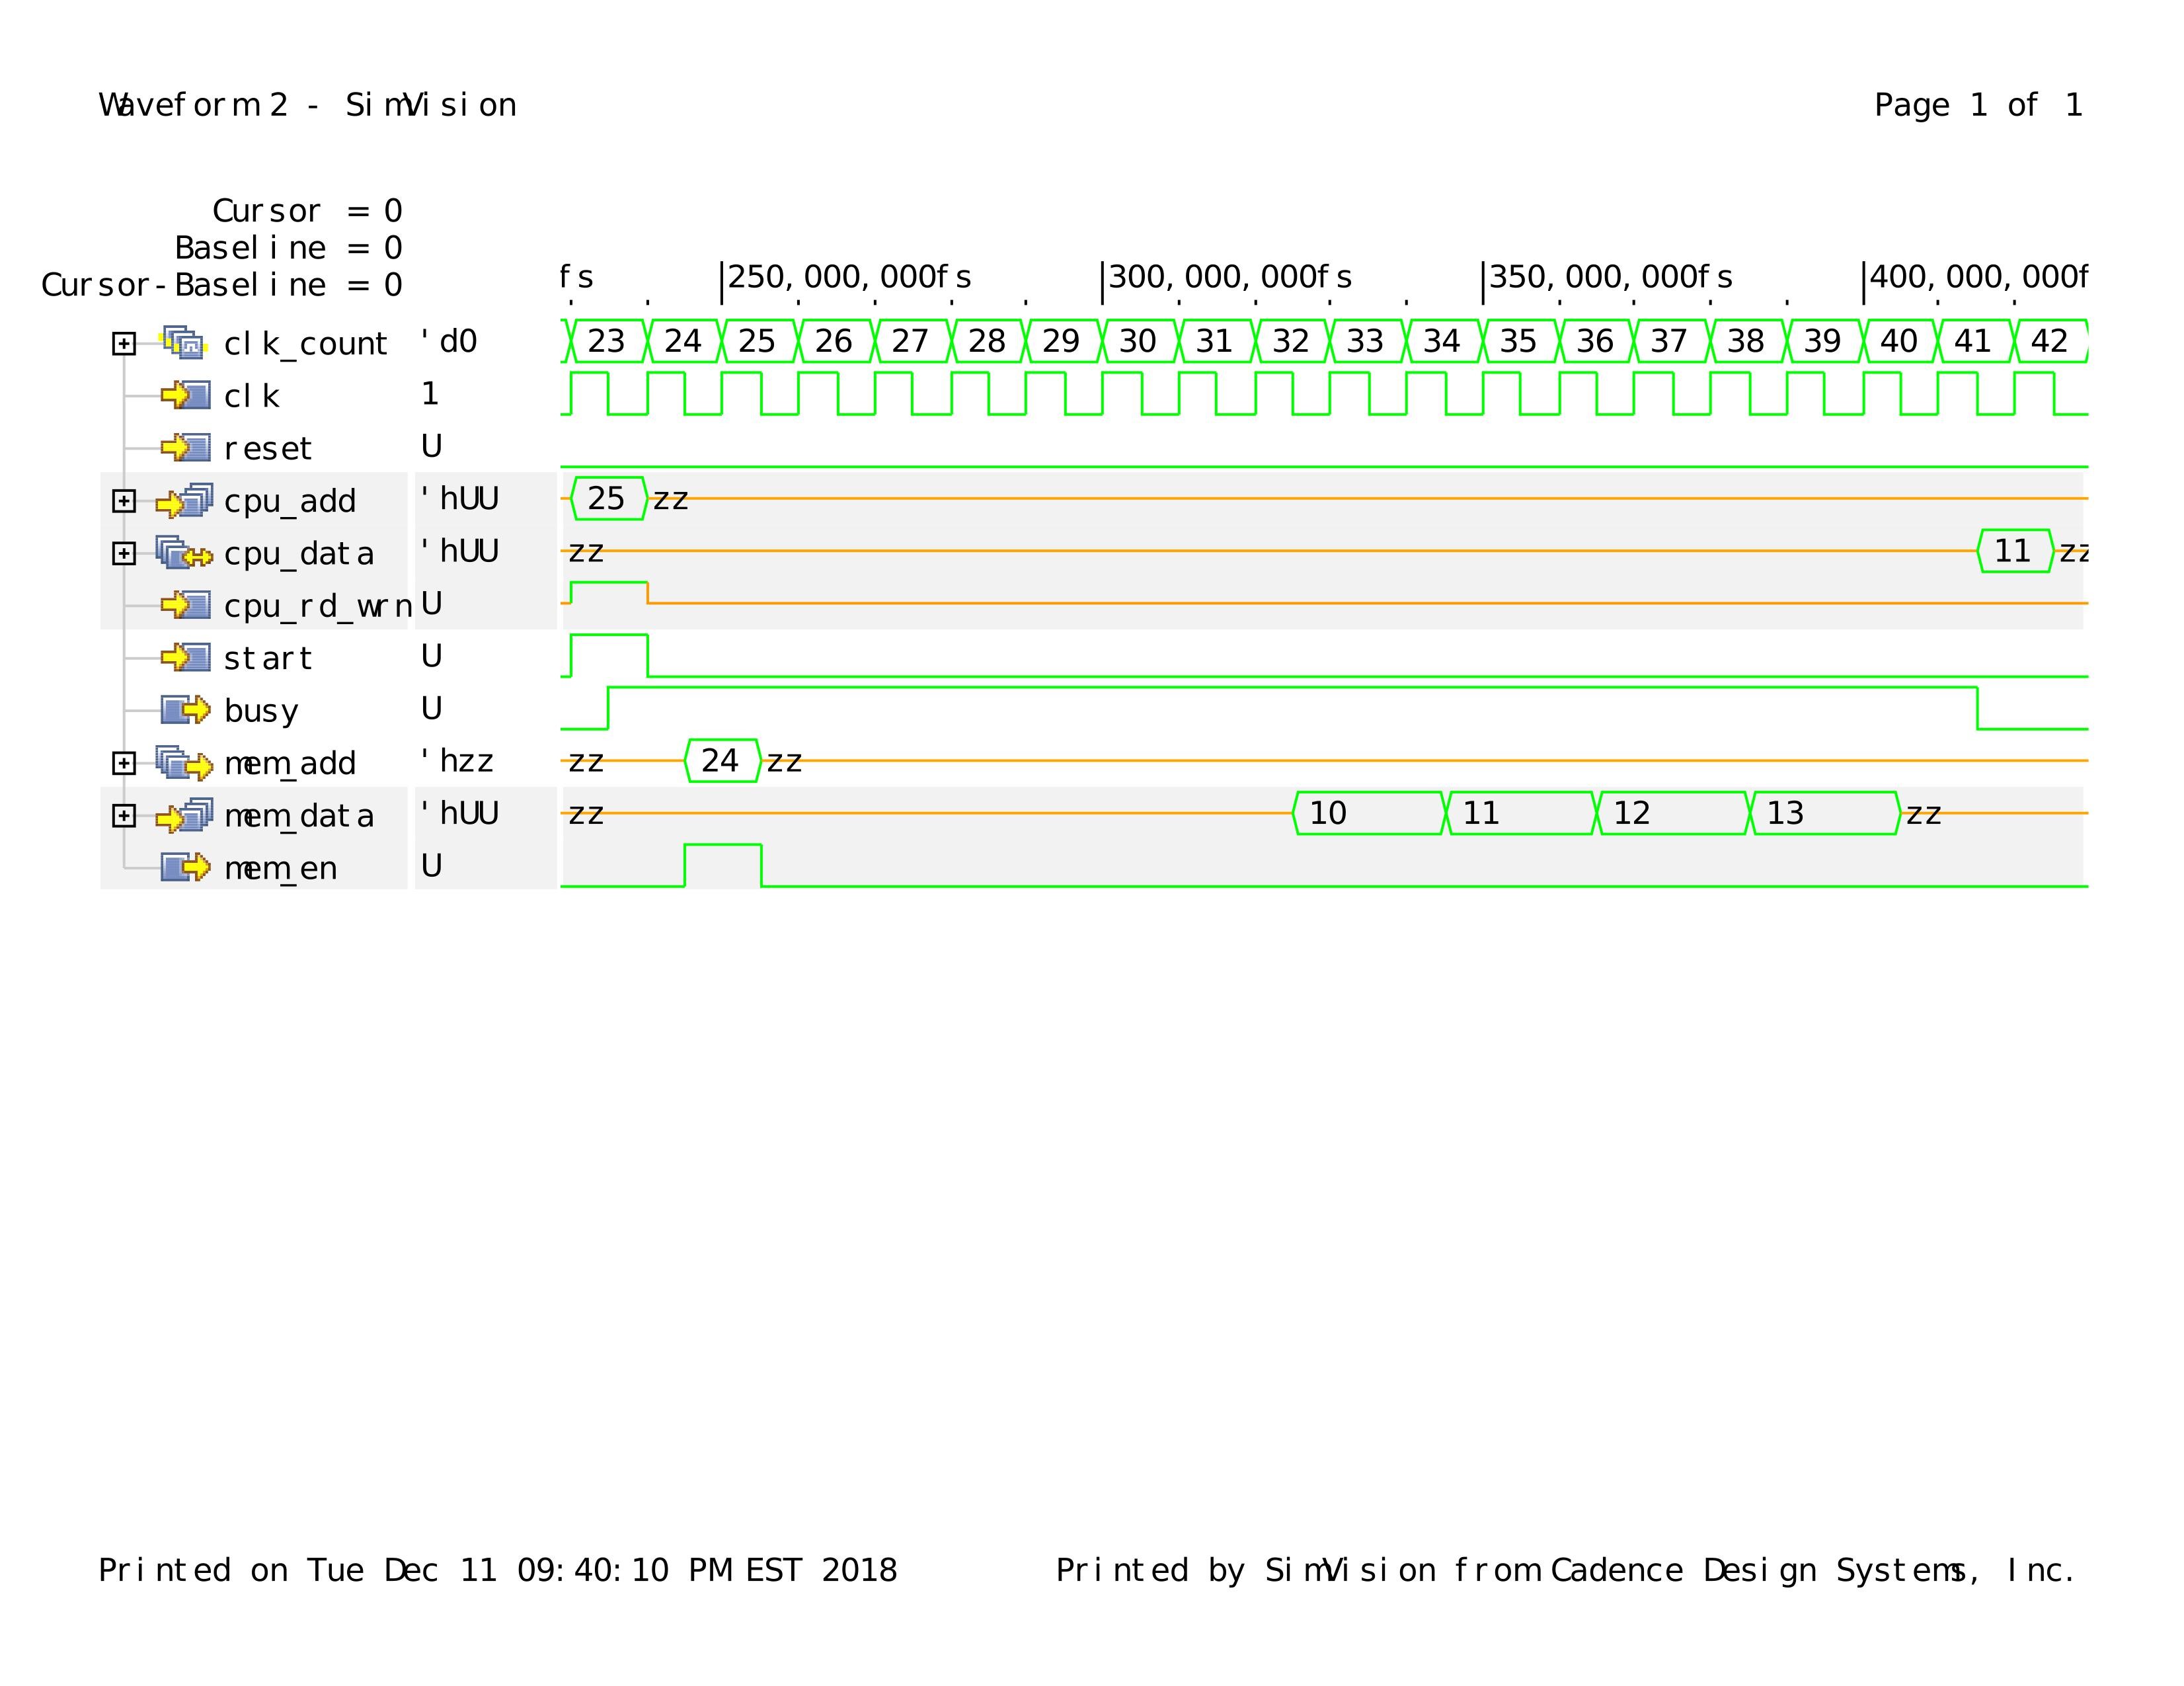 Waveform2 - SimVision Page 1 of 1
Cursor = 0
Baseline = 0
Cursor-Baseline = 0
fs 250,000,000fs 300,000,000fs 350,000,000fs 400,000,000f
clk_count 'd0 23 24 25 26 27 28 29 30 31 32 33 34 35 36 37 38 39 40 41 42
clk 1
reset U
cpu_add 'hUU 25 zz
cpu_data 'hUU zz 11 zz
cpu_rd_wrn U
start U
busy U
mem_add 'hzz zz 24 zz
mem_data 'hUU zz 10 11 12 13 zz
mem_en U
Printed on Tue Dec 11 09:40:10 PM EST 2018 Printed by SimVision from Cadence Design Systems, Inc.